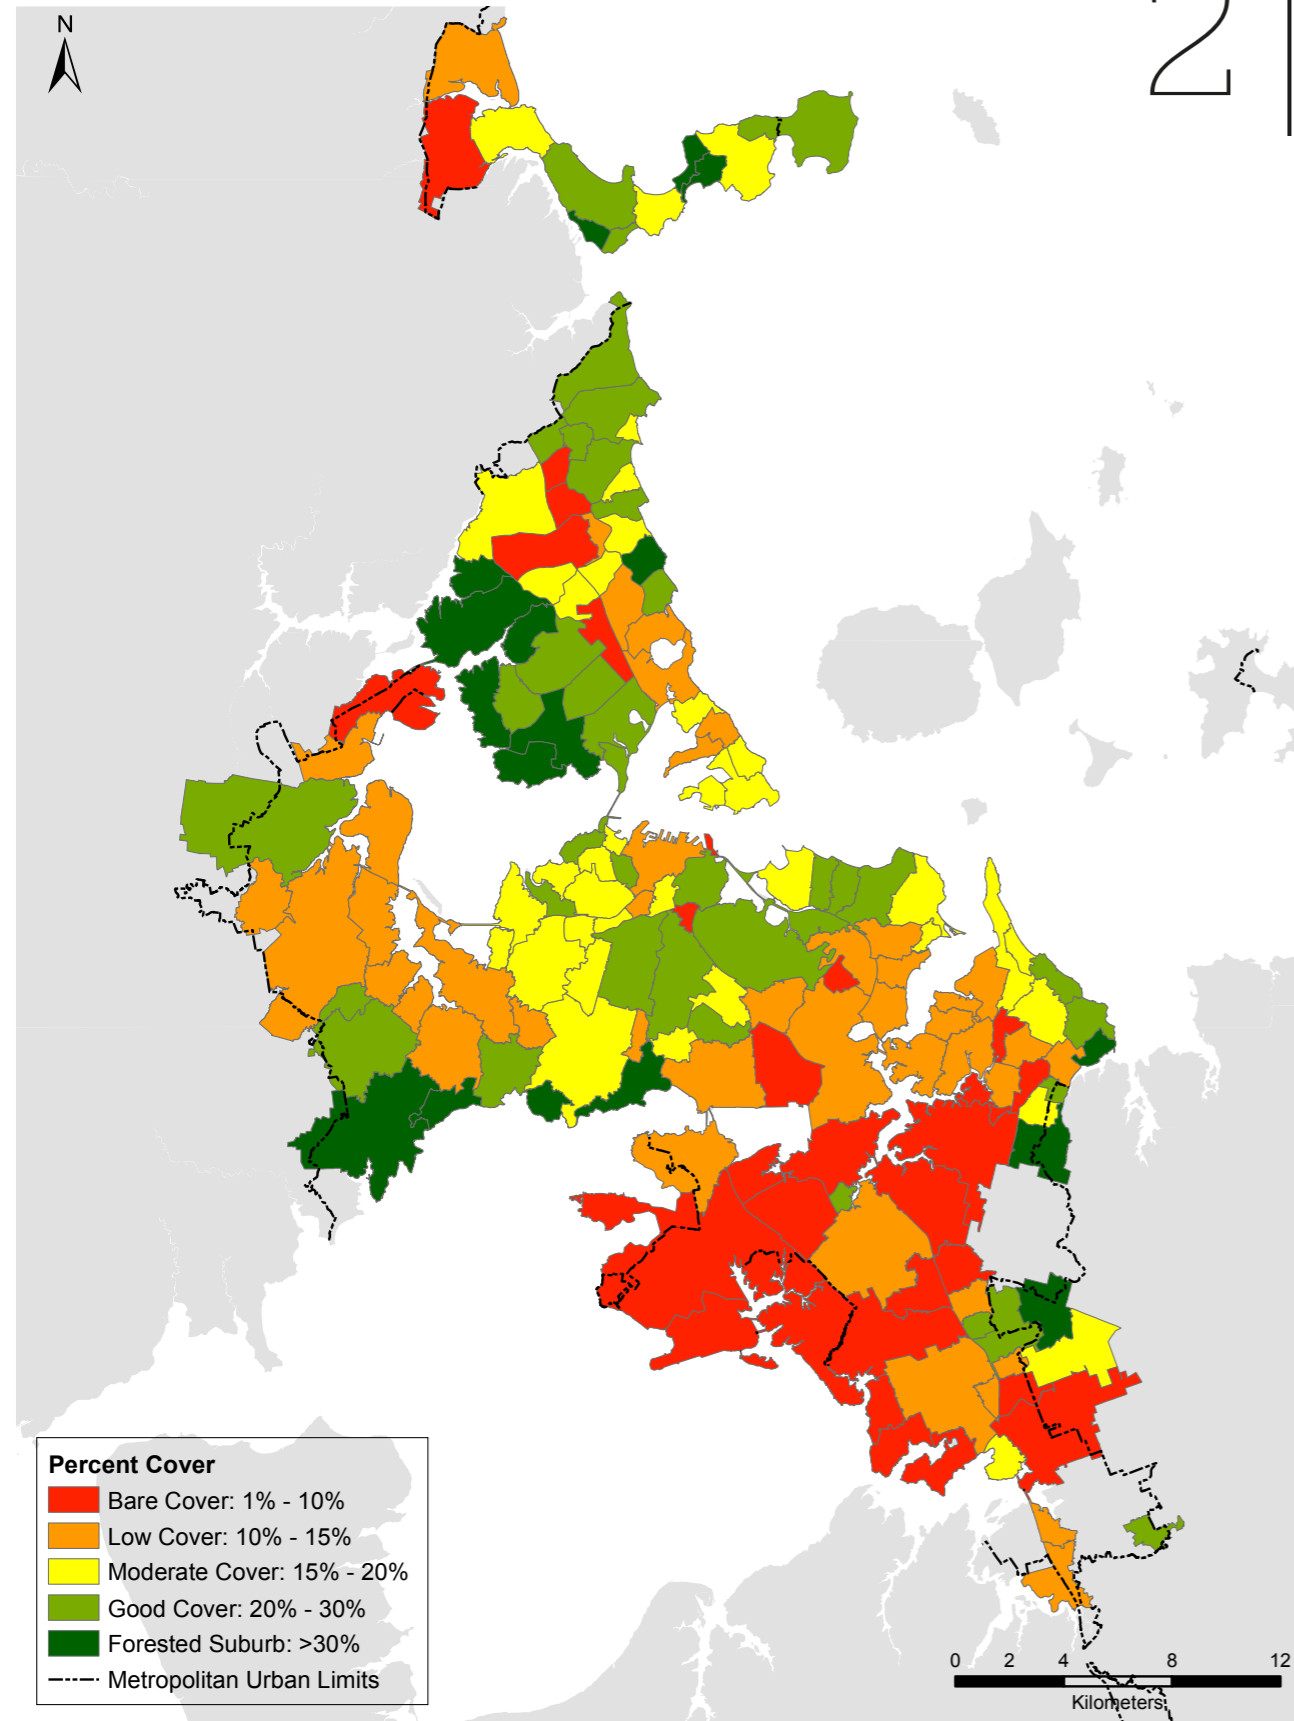 21
N
Percent Cover
Bare Cover: 1% - 10%
Low Cover: 10% - 15%
Moderate Cover: 15% - 20%
Good Cover: 20% - 30%
Forested Suburb: >30%
Metropolitan Urban Limits
0 2 4 8 12
Kilometers